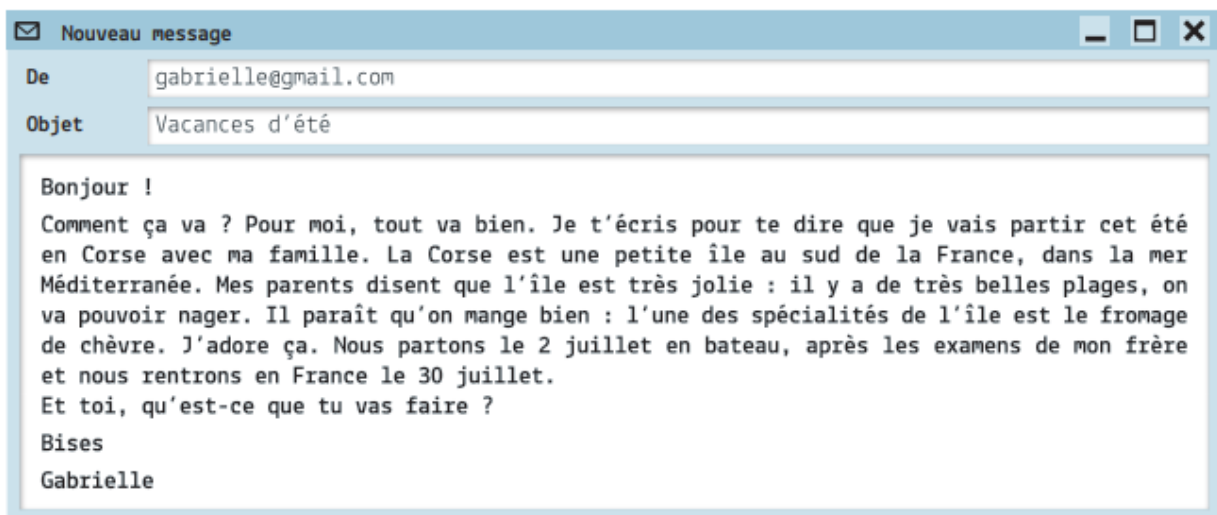 Nouveau message
De gabrielle@gmail.com
Objet Vacances d'été
Bonjour !
Comment ça va ? Pour moi, tout va bien. Je t'écris pour te dire que je vais partir cet été
en Corse avec ma famille. La Corse est une petite île au sud de la France, dans la mer
Méditerranée. Mes parents disent que l'île est très jolie : il y a de très belles plages, on
va pouvoir nager. Il paraît qu'on mange bien : l'une des spécialités de l'île est le fromage
de chèvre. J'adore ça. Nous partons le 2 juillet en bateau, après les examens de mon frère
et nous rentrons en France le 30 juillet.
Et toi, qu'est-ce que tu vas faire ?
Bises
Gabrielle